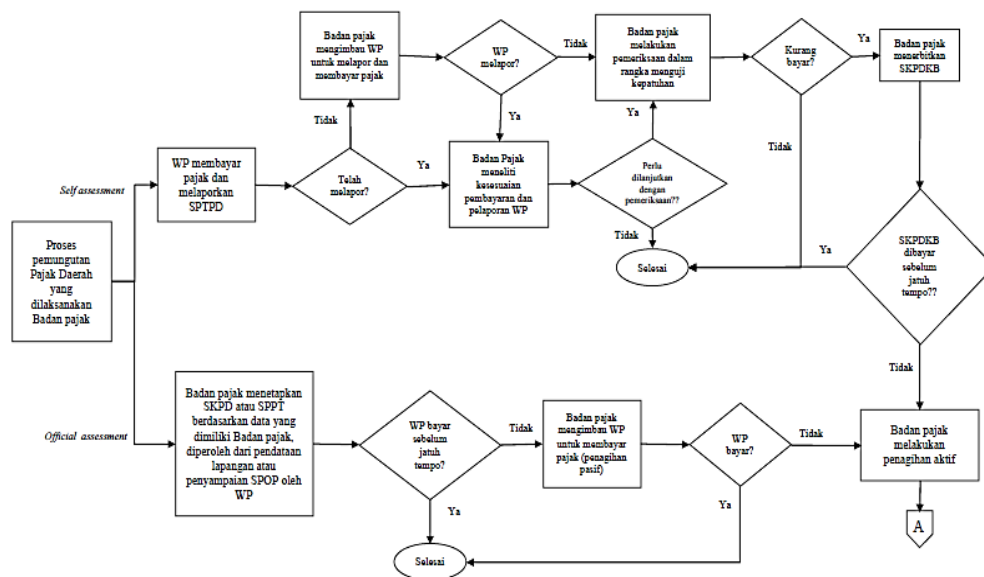 Badan pajak
mengimbau WP
untuk melapor dan
membayar pajak
WP
melapor?
Tidak
Badan pajak
melakukan
pemeriksaan dalam
rangka menguji
kepatuhan
Kurang
bayar?
Ya
Badan pajak
menerbitkan
SKPDKB
Tidak
Ya
Ya
Tidak
Self assessment
WP membayar
pajak dan
melaporkan
SPTPD
Telah
melapor?
Ya
Badan Pajak
meneliti
kesesuaian
pembayaran dan
pelaporan WP
Perlu
dilanjutkan
dengan
pemeriksaan??
Tidak
Selesai
Ya
SKPDKB
dibayar
sebelum
jatuh
tempo??
Tidak
Proses
pemungutan
Pajak Daerah
yang
dilaksanakan
Badan pajak
Official assessment
Badan pajak menetapkan
SKPD atau SPPT
berdasarkan data yang
dimiliki Badan pajak,
diperoleh dari pendataan
lapangan atau
penyampaian SPOP oleh
WP
WP bayar
sebelum
jatuh
tempo?
Tidak
Badan pajak
mengimbau WP
untuk membayar
pajak (penagihan
pasif)
WP
bayar?
Tidak
Badan pajak
melakukan
penagihan aktif
Ya
Ya
Selesai
A